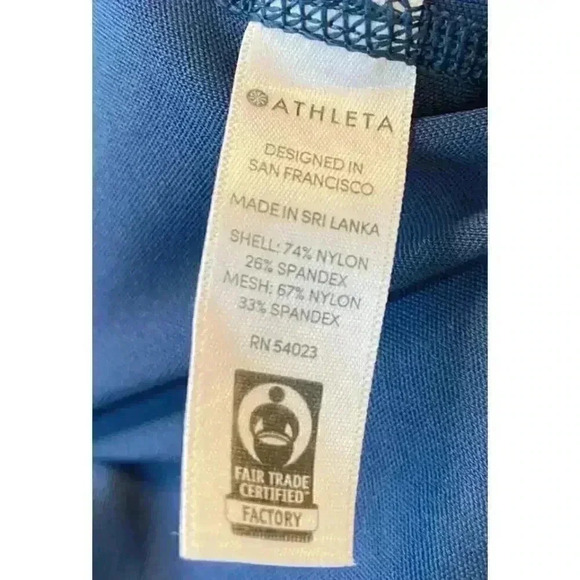 ATHLETA
DESIGNED IN
SAN FRANCISCO
MADE IN SRI LANKA
SHELL: 74% NYLON
26% SPANDEX
MESH: 67% NYLON
33% SPANDEX
RN 54023
FAIR TRADE
CERTIFIED™
FACTORY